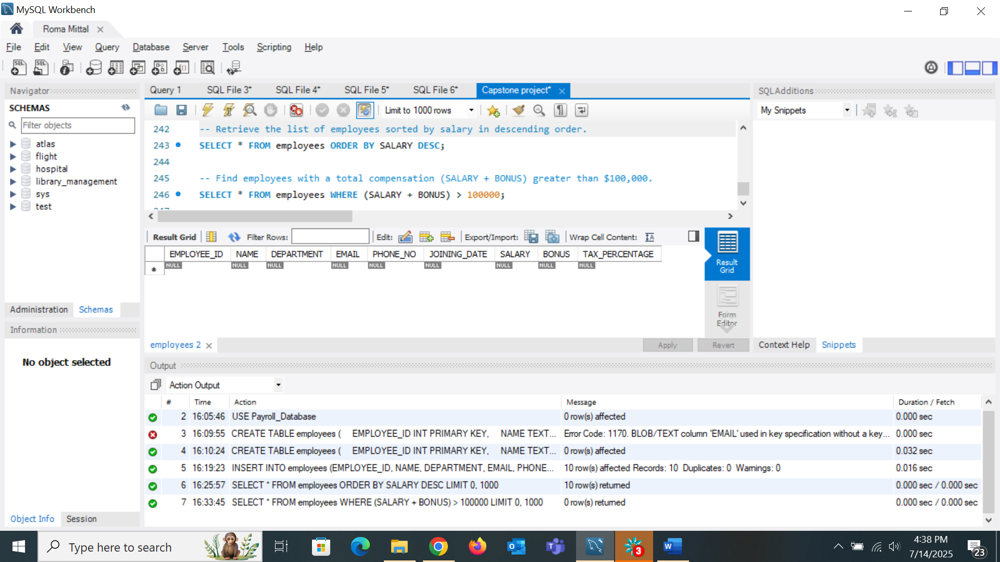 MySQL Workbench
Roma Mittal
File Edit View Query Database Server Tools Scripting Help
Navigator
SCHEMAS
Filter objects
atlas
flight
hospital
library_management
sys
test
Administration Schemas
Information
No object selected
Object Info Session
Query 1 SQL File 3* SQL File 4* SQL File 5* SQL File 6* Capstone project*
Limit to 1000 rows
242 -- Retrieve the list of employees sorted by salary in descending order.
243 SELECT * FROM employees ORDER BY SALARY DESC;
244
245 -- Find employees with a total compensation (SALARY + BONUS) greater than $100,000.
246 SELECT * FROM employees WHERE (SALARY + BONUS) > 100000;
Result Grid Filter Rows: Edit: Export/Import: Wrap Cell Content:
EMPLOYEE_ID NAME DEPARTMENT EMAIL PHONE_NO JOINING_DATE SALARY BONUS TAX_PERCENTAGE
NULL NULL NULL NULL NULL NULL NULL NULL NULL
Result
Grid
Form
Editor
employees 2 Apply Revert
SQLAdditions
My Snippets
Context Help Snippets
Output
Action Output
# Time Action Message Duration / Fetch
2 16:05:46 USE Payroll_Database 0 row(s) affected 0.000 sec
3 16:09:55 CREATE TABLE employees ( EMPLOYEE_ID INT PRIMARY KEY, NAME TEXT... Error Code: 1170. BLOB/TEXT column 'EMAIL' used in key specification without a key... 0.000 sec
4 16:10:24 CREATE TABLE employees ( EMPLOYEE_ID INT PRIMARY KEY, NAME TEXT... 0 row(s) affected 0.032 sec
5 16:19:23 INSERT INTO employees (EMPLOYEE_ID, NAME, DEPARTMENT, EMAIL, PHONE... 10 row(s) affected Records: 10 Duplicates: 0 Warnings: 0 0.016 sec
6 16:25:57 SELECT * FROM employees ORDER BY SALARY DESC LIMIT 0, 1000 10 row(s) returned 0.000 sec / 0.000 sec
7 16:33:45 SELECT * FROM employees WHERE (SALARY + BONUS) > 100000 LIMIT 0, 1000 0 row(s) returned 0.000 sec / 0.000 sec
Type here to search
3
4:38 PM
7/14/2025
23